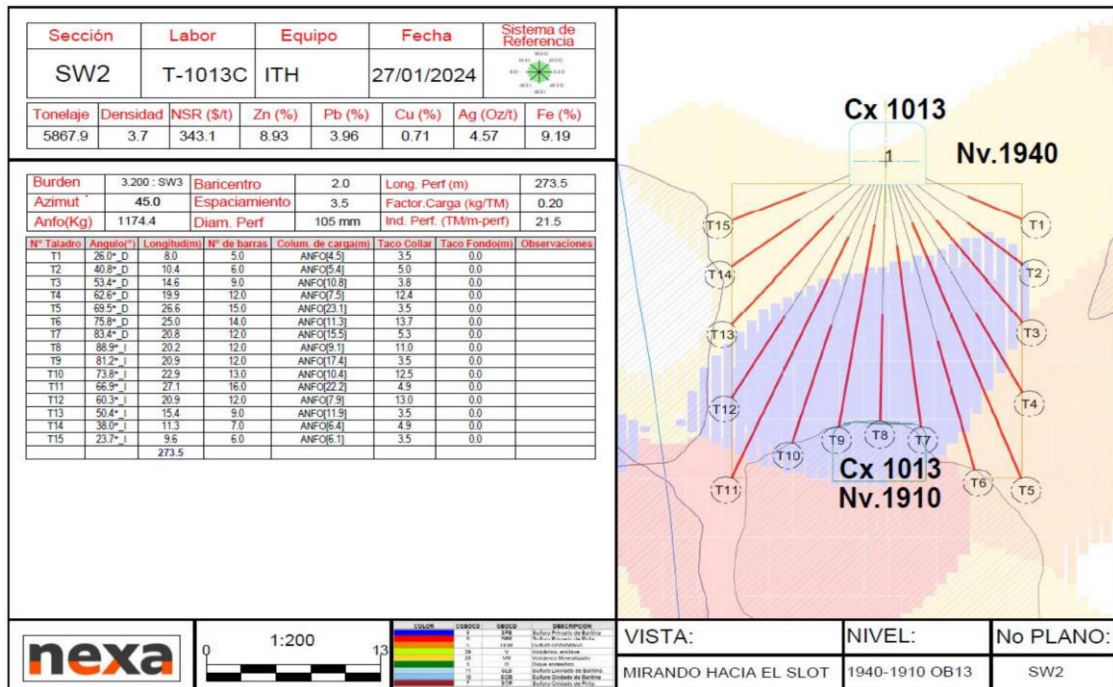 Sección Labor Equipo Fecha Sistema de Referencia
SW2 T-1013C ITH 27/01/2024
Tonelaje Densidad NSR ($/t) Zn (%) Pb (%) Cu (%) Ag (Oz/t) Fe (%)
5867.9 3.7 343.1 8.93 3.96 0.71 4.57 9.19
Burden 3.200 : SW3 Baricentro 2.0 Long. Perf (m) 273.5
Azimut 45.0 Espaciamiento 3.5 Factor.Carga (kg/TM) 0.20
Anfo(Kg) 1174.4 Diam. Perf 105 mm Ind. Perf. (TM/m-perf) 21.5
N° Taladro Angulo(°) Longitud(m) N° de barras Colum. de carga(m) Taco Collar Taco Fondo(m) Observaciones
T1 26.0°_D 8.0 5.0 ANFO[4.5] 3.5 0.0
T2 40.8°_D 10.4 6.0 ANFO[5.4] 5.0 0.0
T3 53.4°_D 14.6 9.0 ANFO[10.8] 3.8 0.0
T4 62.6°_D 19.9 12.0 ANFO[7.5] 12.4 0.0
T5 69.5°_D 26.6 15.0 ANFO[23.1] 3.5 0.0
T6 75.8°_D 25.0 14.0 ANFO[11.3] 13.7 0.0
T7 83.4°_D 20.8 12.0 ANFO[15.5] 5.3 0.0
T8 88.9°_I 20.2 12.0 ANFO[9.1] 11.0 0.0
T9 81.2°_I 20.9 12.0 ANFO[17.4] 3.5 0.0
T10 73.8°_I 22.9 13.0 ANFO[10.4] 12.5 0.0
T11 66.9°_I 27.1 16.0 ANFO[22.2] 4.9 0.0
T12 60.3°_I 20.9 12.0 ANFO[7.9] 13.0 0.0
T13 50.4°_I 15.4 9.0 ANFO[11.9] 3.5 0.0
T14 38.0°_I 11.3 7.0 ANFO[6.4] 4.9 0.0
T15 23.7°_I 9.6 6.0 ANFO[6.1] 3.5 0.0
273.5
Cx 1013
1
Nv.1940
T15 T1
T14 T2
T13 T3
T12 T4
T10 T9 T8 T7
Cx 1013
T11 T6 T5
Nv.1910
nexa
1:200
0 13
COLOR DESCRIPCION
VISTA: NIVEL: No PLANO:
MIRANDO HACIA EL SLOT 1940-1910 OB13 SW2